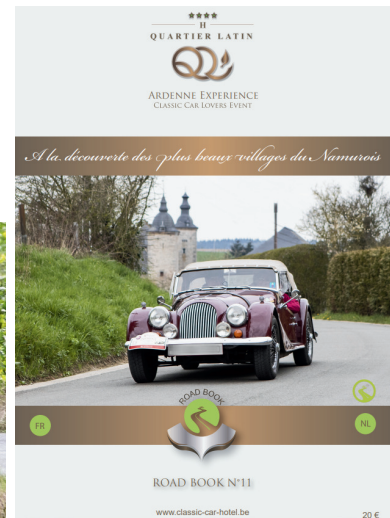 H
QUARTIER LATIN
ARDENNE EXPERIENCE
CLASSIC CAR LOVERS EVENT
A la découverte des plus beaux villages du Namurois
ROAD BOOK
FR
NL
ROAD BOOK N°11
www.classic-car-hotel.be
20 €